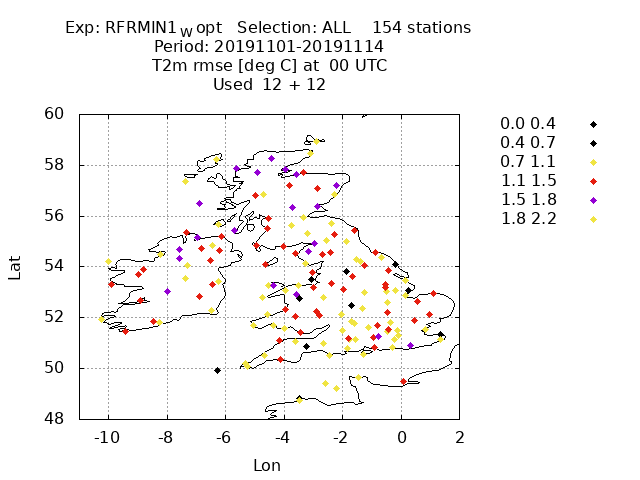 Exp: RFRMIN1_W opt Selection: ALL 154 stations
Period: 20191101-20191114
T2m rmse [deg C] at 00 UTC
Used 12 + 12
60
58
56
54
52
50
48
Lat
-10 -8 -6 -4 -2 0 2
Lon
0.0 0.4
0.4 0.7
0.7 1.1
1.1 1.5
1.5 1.8
1.8 2.2